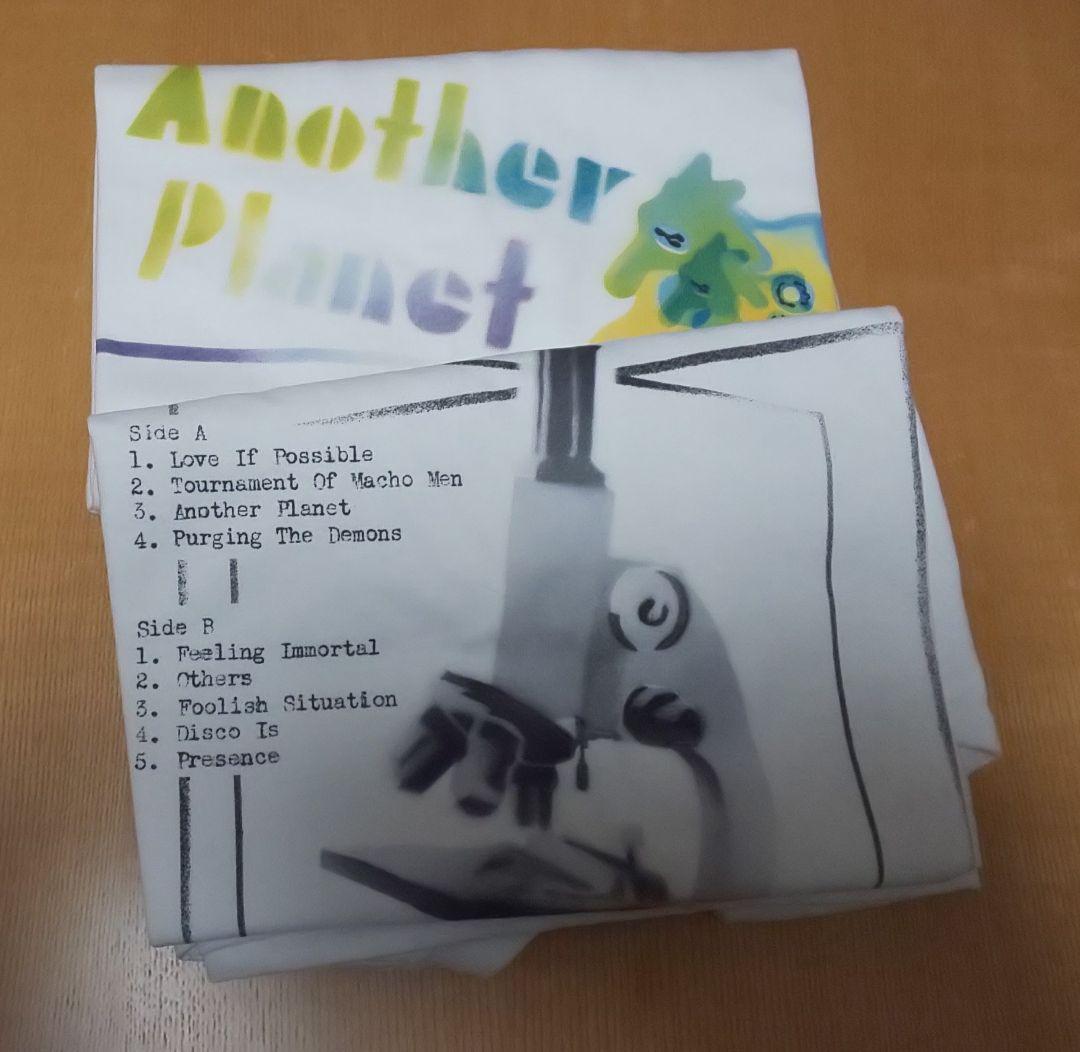 Another
Planet
Side A
1. Love If Possible
2. Tournament Of Macho Men
3. Another Planet
4. Purging The Demons
Side B
1. Feeling Immortal
2. Others
3. Foolish Situation
4. Disco Is
5. Presence